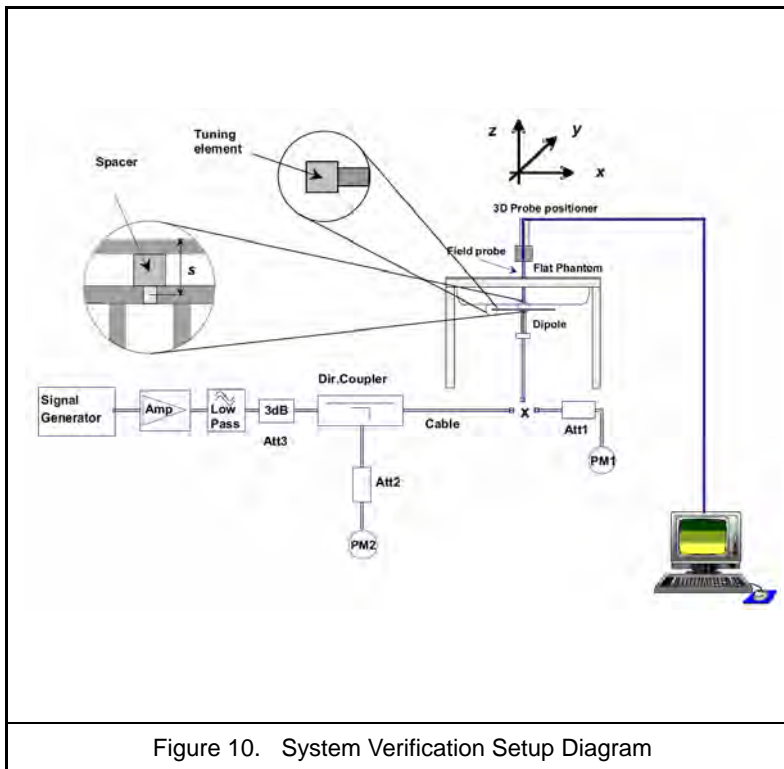 Tuning
element
Spacer
s
z
y
x
3D Probe positioner
Field probe
Flat Phantom
Dipole
Dir.Coupler
Signal
Generator
Amp
Low
Pass
3dB
Att3
Cable
x
Att1
PM1
Att2
PM2
Figure 10. System Verification Setup Diagram